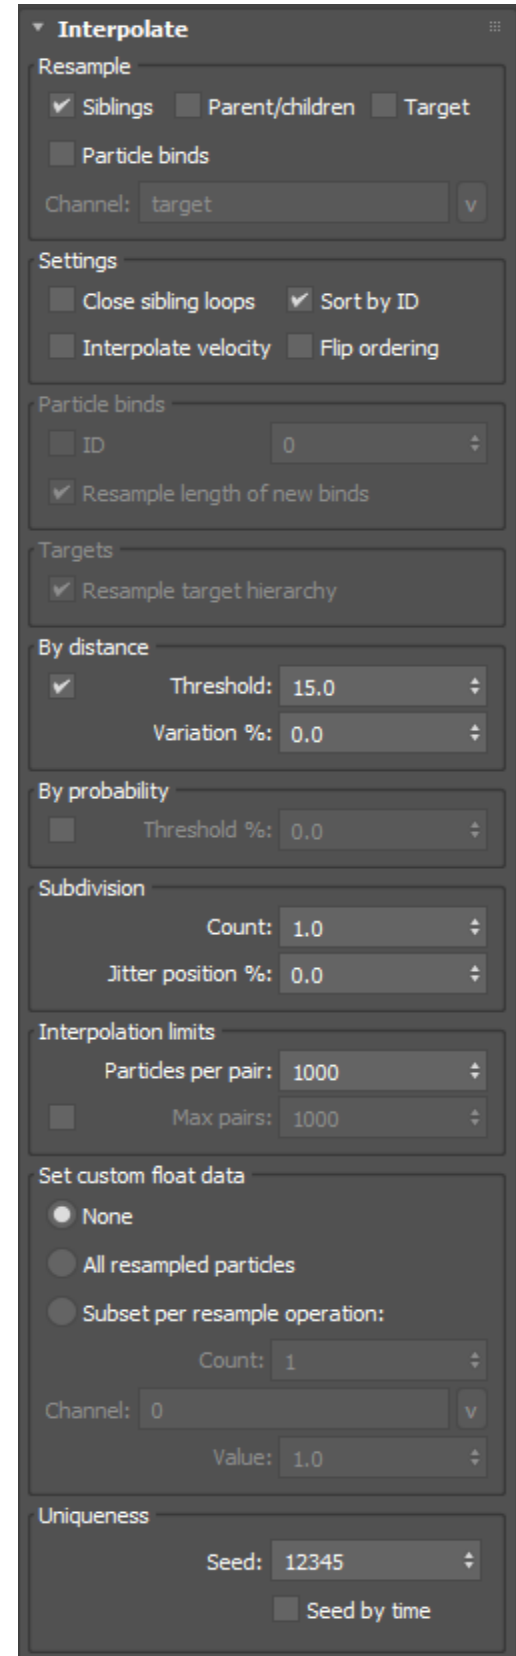 Interpolate
Resample
Siblings Parent/children Target
Particle binds
Channel: target v
Settings
Close sibling loops Sort by ID
Interpolate velocity Flip ordering
Particle binds
ID 0
Resample length of new binds
Targets
Resample target hierarchy
By distance
Threshold: 15.0
Variation %: 0.0
By probability
Threshold %: 0.0
Subdivision
Count: 1.0
Jitter position %: 0.0
Interpolation limits
Particles per pair: 1000
Max pairs: 1000
Set custom float data
None
All resampled particles
Subset per resample operation:
Count: 1
Channel: 0 v
Value: 1.0
Uniqueness
Seed: 12345
Seed by time